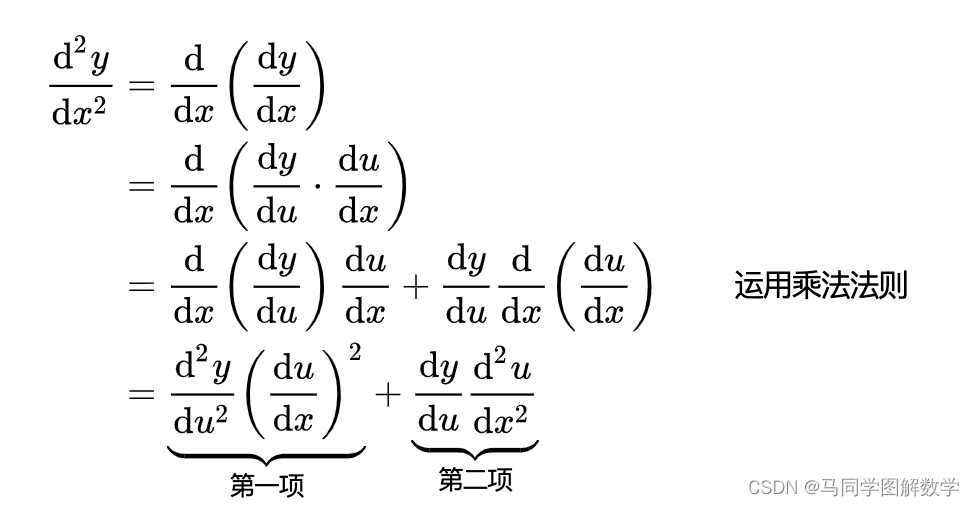 d²y/dx² = d/dx (dy/dx)
= d/dx (dy/du · du/dx)
= d/dx (dy/du) du/dx + dy/du d/dx (du/dx) 运用乘法法则
= d²y/du² (du/dx)² + dy/du d²u/dx²
第一项 第二项
CSDN @马同学图解数学